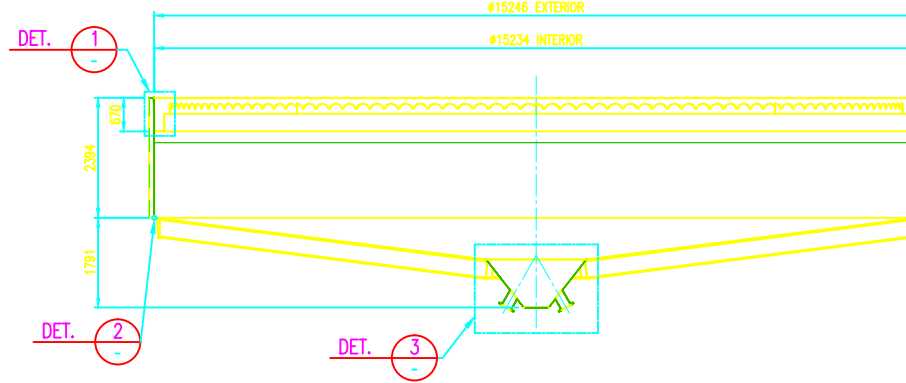 ø15246 EXTERIOR
ø15234 INTERIOR
DET. 1
-
670
2394
1791
DET. 2
-
DET. 3
-